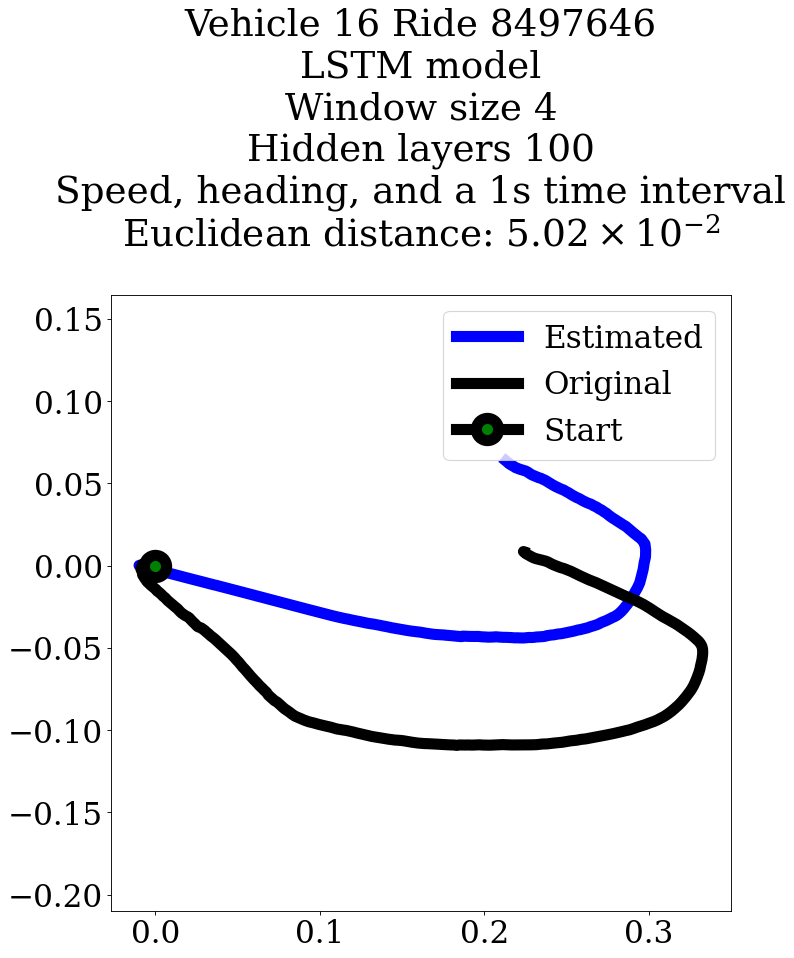 Vehicle 16 Ride 8497646
LSTM model
Window size 4
Hidden layers 100
Speed, heading, and a 1s time interval
Euclidean distance: 5.02 × 10⁻²
Estimated
Original
Start
0.15
0.10
0.05
0.00
−0.05
−0.10
−0.15
−0.20
0.0 0.1 0.2 0.3